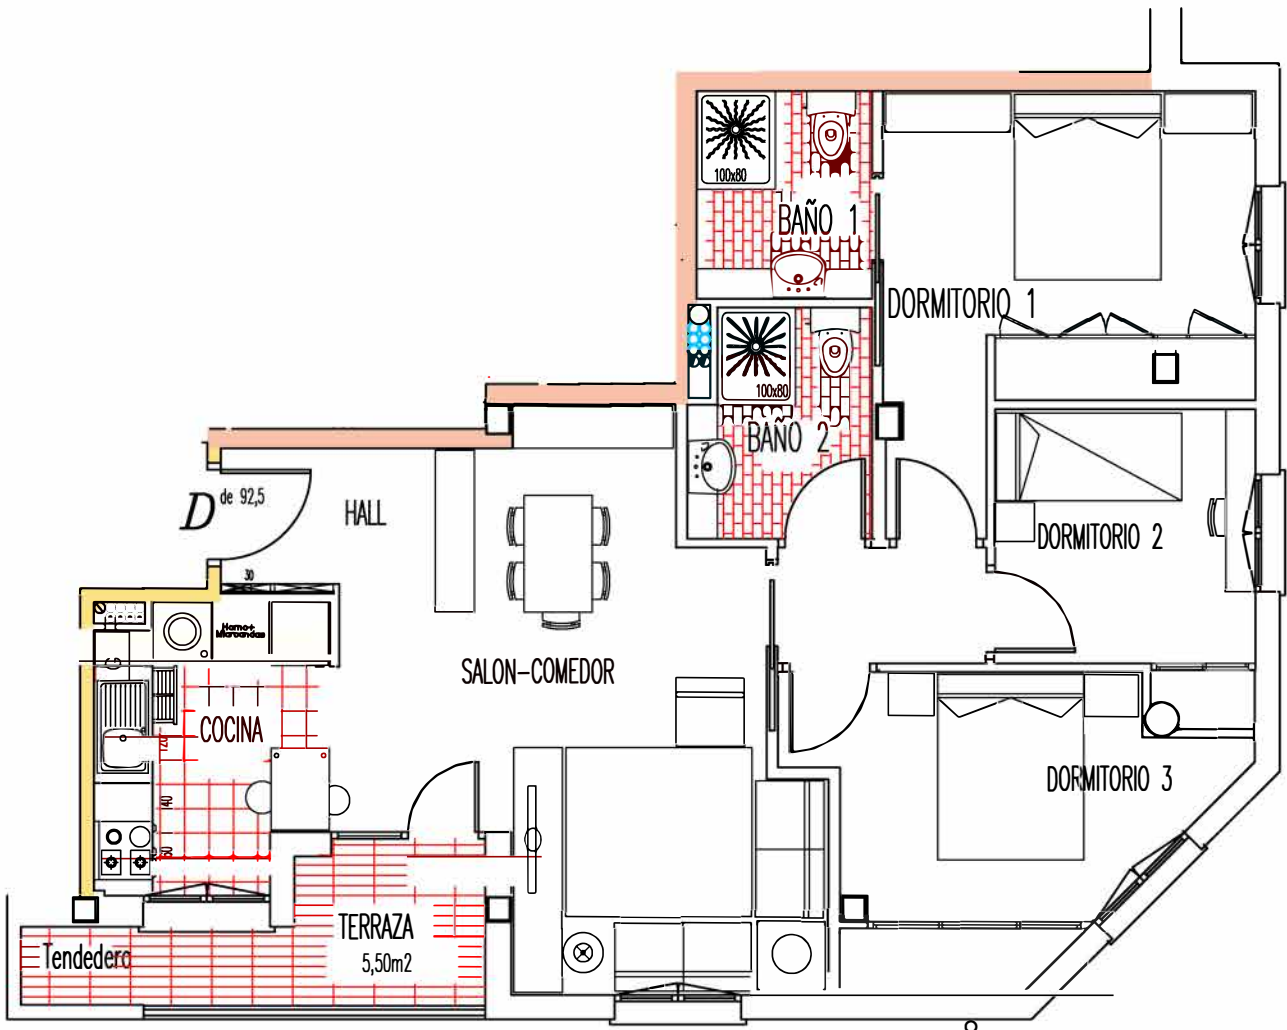 100x80
BAÑO 1
DORMITORIO 1
100x80
BAÑO 2
D de 92,5
HALL
DORMITORIO 2
30
Horno+
Microondas
SALON-COMEDOR
COCINA
120
DORMITORIO 3
140
60
TERRAZA
5,50m2
Tendedero